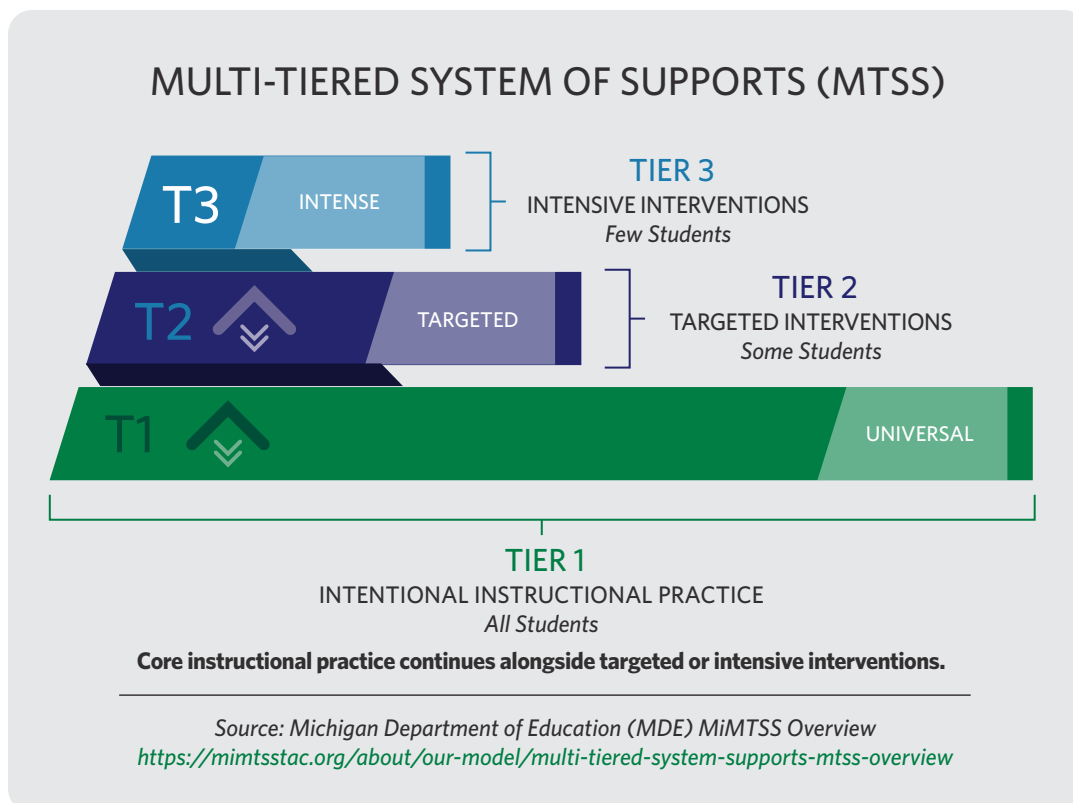 MULTI-TIERED SYSTEM OF SUPPORTS (MTSS)
T3
INTENSE
TIER 3
INTENSIVE INTERVENTIONS
Few Students
T2
TARGETED
TIER 2
TARGETED INTERVENTIONS
Some Students
T1
UNIVERSAL
TIER 1
INTENTIONAL INSTRUCTIONAL PRACTICE
All Students
Core instructional practice continues alongside targeted or intensive interventions.
Source: Michigan Department of Education (MDE) MiMTSS Overview
https://mimtsstac.org/about/our-model/multi-tiered-system-supports-mtss-overview